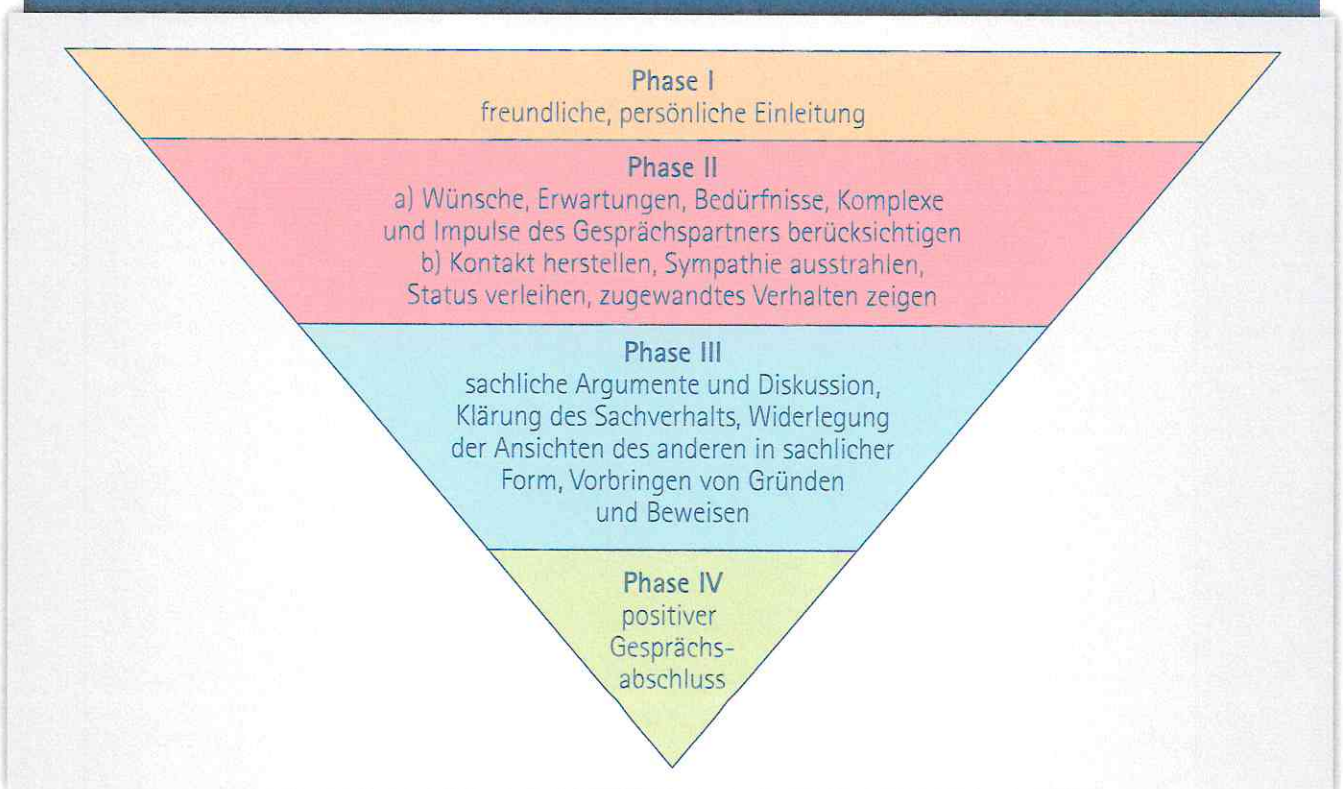 Phase I
freundliche, persönliche Einleitung
Phase II
a) Wünsche, Erwartungen, Bedürfnisse, Komplexe
und Impulse des Gesprächspartners berücksichtigen
b) Kontakt herstellen, Sympathie ausstrahlen,
Status verleihen, zugewandtes Verhalten zeigen
Phase III
sachliche Argumente und Diskussion,
Klärung des Sachverhalts, Widerlegung
der Ansichten des anderen in sachlicher
Form, Vorbringen von Gründen
und Beweisen
Phase IV
positiver
Gesprächs-
abschluss